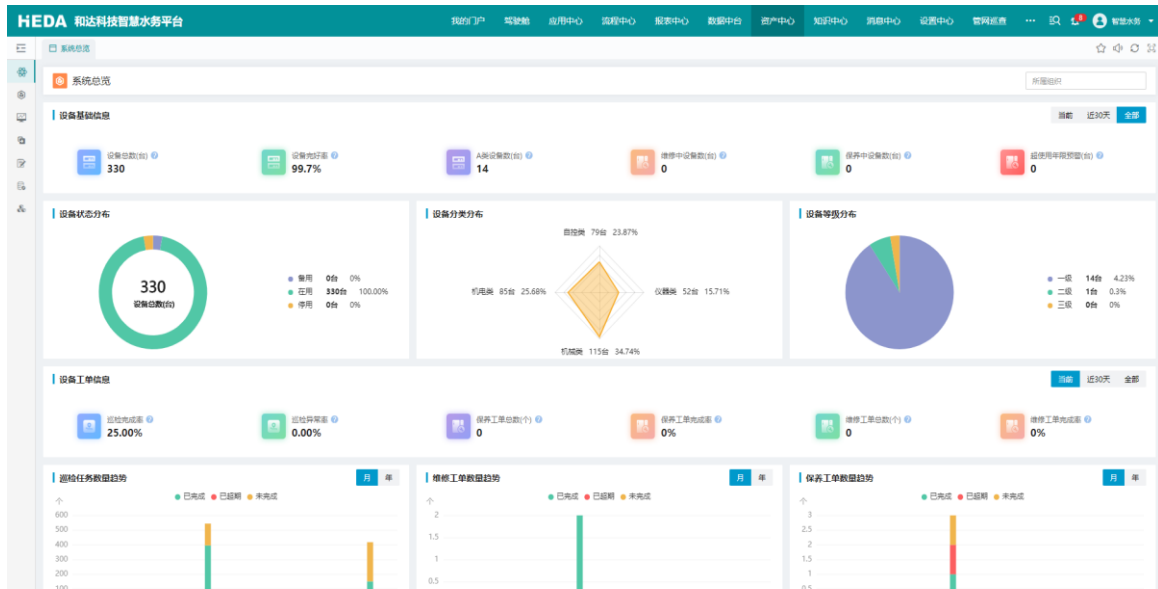 HEDA 和达科技智慧水务平台
我的门户 驾驶舱 应用中心 流程中心 报表中心 数据中台 资产中心 知识中心 消息中心 设置中心 管网巡查 ... 8 智慧水务
系统总览
系统总览 所属组织
设备基础信息 当前 近30天 全部
设备总数(台) 设备完好率 A类设备数(台) 维修中设备数(台) 保养中设备数(台) 超使用年限预警(台)
330 99.7% 14 0 0 0
设备状态分布 设备分类分布 设备等级分布
自控类 79台 23.87%
330
设备总数(台)
备用 0台 0%
在用 330台 100.00%
停用 0台 0%
机电类 85台 25.68% 仪器类 52台 15.71%
机械类 115台 34.74%
一级 14台 4.23%
二级 1台 0.3%
三级 0台 0%
设备工单信息 当前 近30天 全部
巡检完成率 巡检异常率 保养工单总数(个) 保养工单完成率 维修工单总数(个) 维修工单完成率
25.00% 0.00% 0 0% 0 0%
巡检任务数量趋势 月 年
已完成 已超期 未完成
个
600
500
400
300
200
100
维修工单数量趋势 月 年
已完成 已超期 未完成
个
2
1.5
1
0.5
保养工单数量趋势 月 年
已完成 已超期 未完成
个
3
2.5
2
1.5
1
0.5